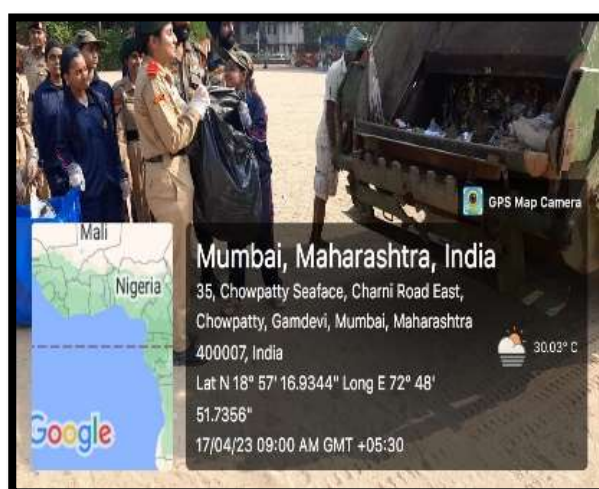 GPS Map Camera
Mali
Nigeria
Google
Mumbai, Maharashtra, India
35, Chowpatty Seaface, Charni Road East,
Chowpatty, Gamdevi, Mumbai, Maharashtra
400007, India
Lat N 18° 57' 16.9344" Long E 72° 48'
51.7356"
17/04/23 09:00 AM GMT +05:30
30.03° C